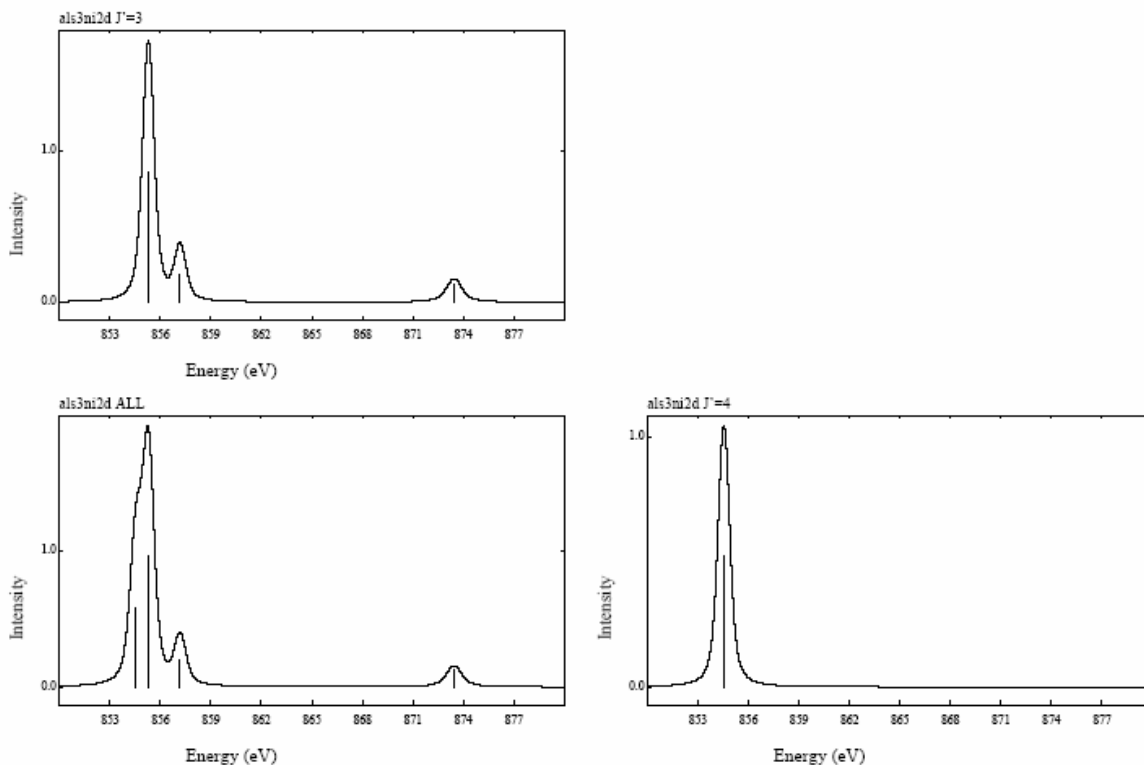 als3ni2d J'=3
1.0
0.0
Intensity
853 856 859 862 865 868 871 874 877
Energy (eV)
als3ni2d ALL
1.0
0.0
Intensity
853 856 859 862 865 868 871 874 877
Energy (eV)
als3ni2d J'=4
1.0
0.0
Intensity
853 856 859 862 865 868 871 874 877
Energy (eV)